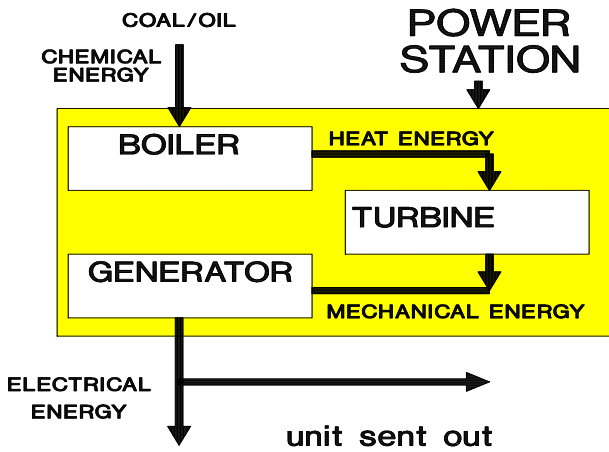 COAL/OIL
POWER
STATION
CHEMICAL
ENERGY
BOILER
HEAT ENERGY
TURBINE
GENERATOR
MECHANICAL ENERGY
ELECTRICAL
ENERGY
unit sent out